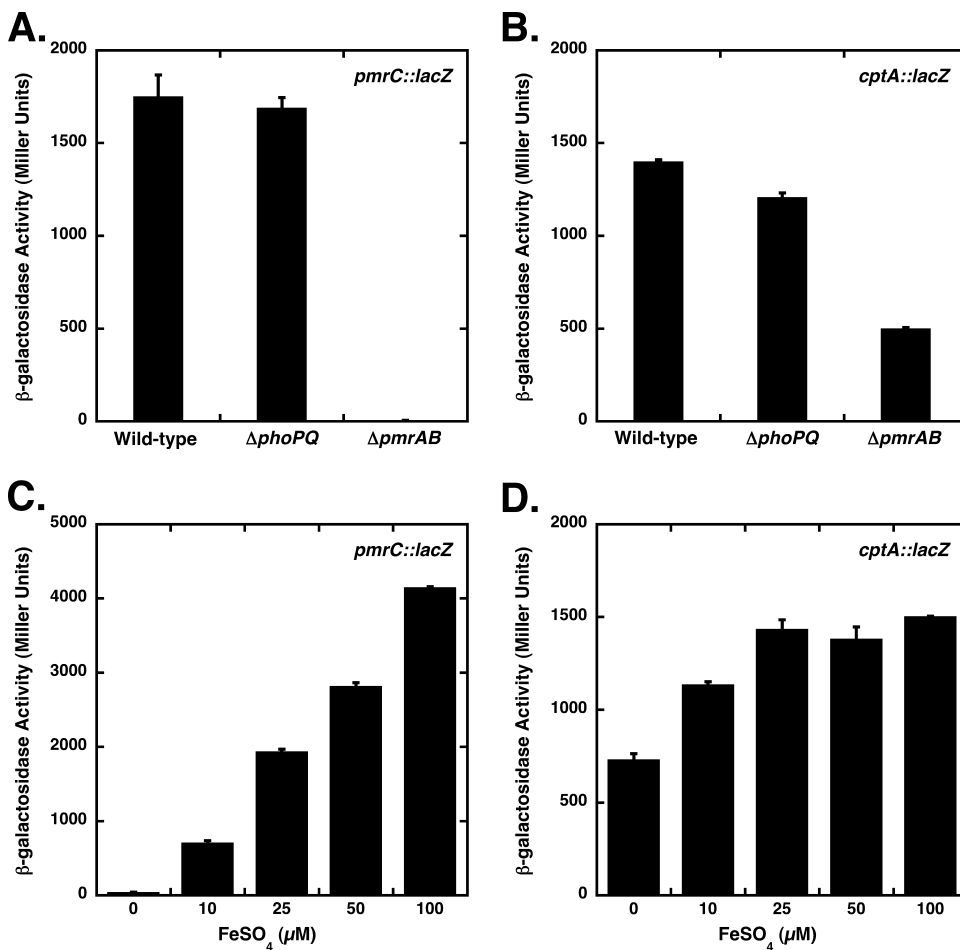 A.
β-galactosidase Activity (Miller Units)
2000
1500
1000
500
0
pmrC::lacZ
Wild-type ΔphoPQ ΔpmrAB
B.
β-galactosidase Activity (Miller Units)
2000
1500
1000
500
0
cptA::lacZ
Wild-type ΔphoPQ ΔpmrAB
C.
β-galactosidase Activity (Miller Units)
5000
4000
3000
2000
1000
0
pmrC::lacZ
0 10 25 50 100
FeSO₄ (µM)
D.
β-galactosidase Activity (Miller Units)
2000
1500
1000
500
0
cptA::lacZ
0 10 25 50 100
FeSO₄ (µM)